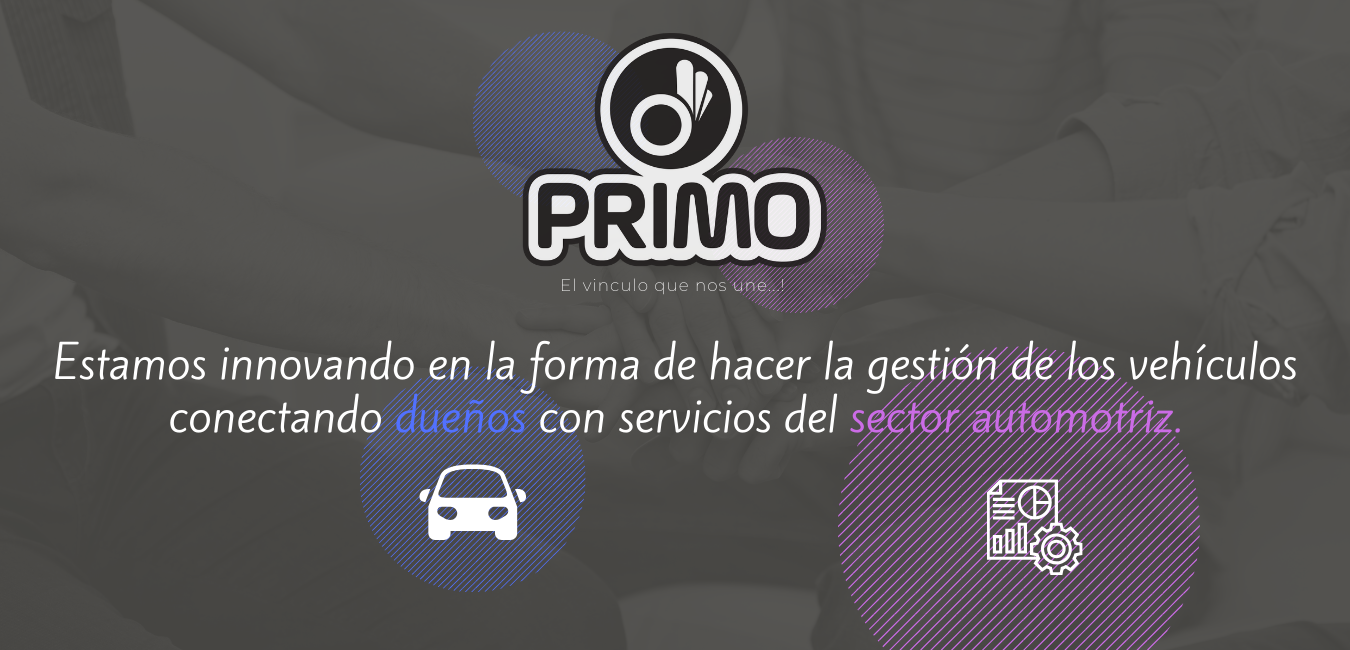 PRIMO
El vinculo que nos une...!
Estamos innovando en la forma de hacer la gestión de los vehículos
conectando dueños con servicios del sector automotriz.